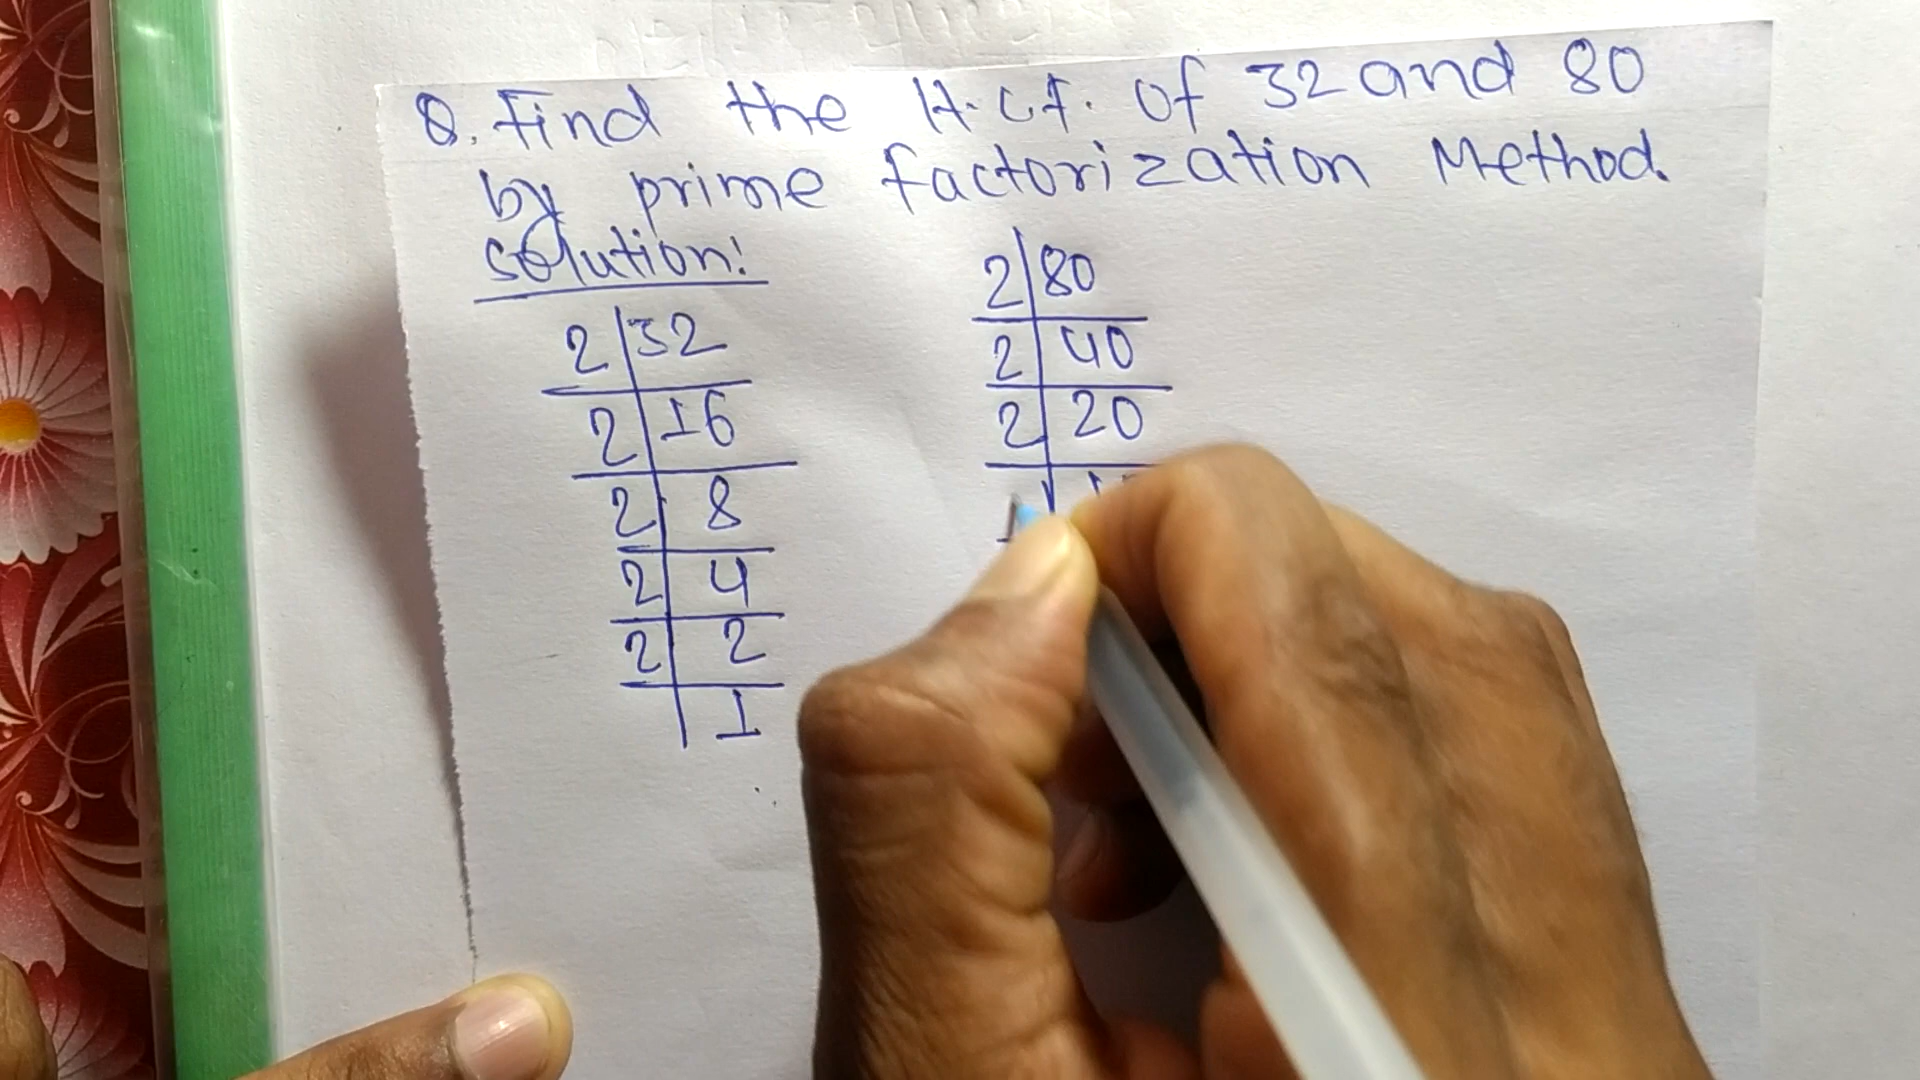 Q. Find the H.C.F. of 32 and 80
by prime factorization Method.
solution:
2 | 32
2 | 16
2 | 8
2 | 4
2 | 2
1
2 | 80
2 | 40
2 | 20